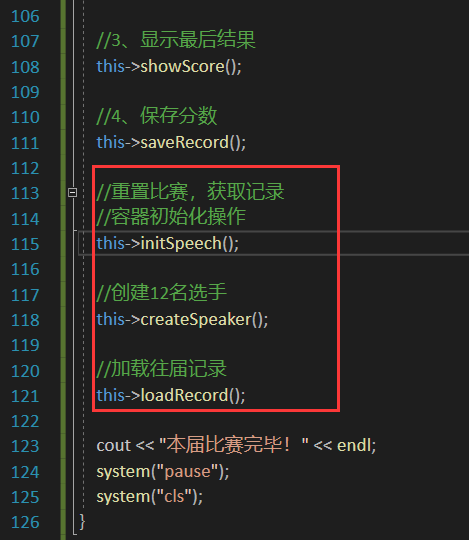 106
107 //3、显示最后结果
108 this->showScore();
109
110 //4、保存分数
111 this->saveRecord();
112
113 //重置比赛，获取记录
114 //容器初始化操作
115 this->initSpeech();
116
117 //创建12名选手
118 this->createSpeaker();
119
120 //加载往届记录
121 this->loadRecord();
122
123 cout << "本届比赛完毕！" << endl;
124 system("pause");
125 system("cls");
126 }